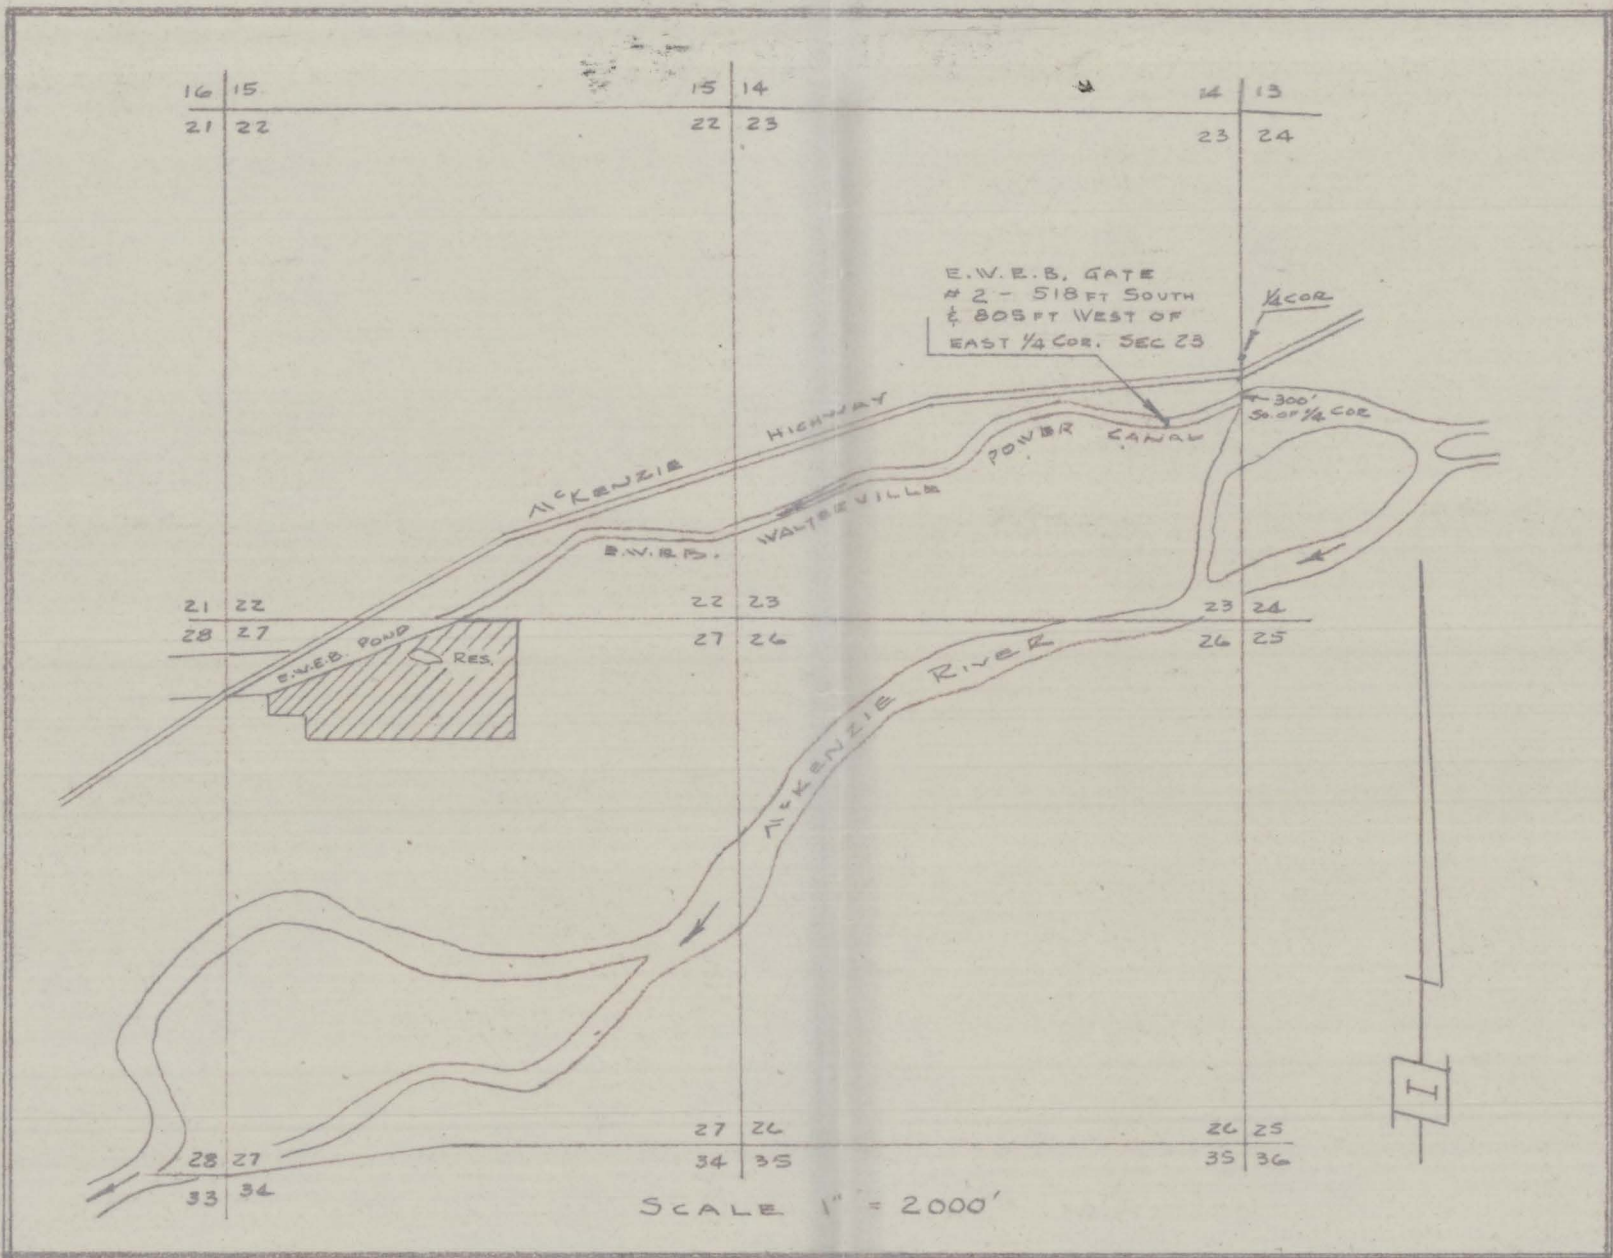 16 15
15 14
14 13
21 22
22 23
23 24
E.W.E.B. GATE
# 2 - 518 FT SOUTH
& 805 FT WEST OF
EAST 1/4 COR. SEC 23
1/4 COR
300'
SO. OF 1/4 COR
McKENZIE HIGHWAY
E.W.E.B. WALTERVILLE POWER CANAL
21 22
22 23
23 24
28 27
27 26
26 25
E.W.E.B. POND
RES.
McKENZIE RIVER
27 26
26 25
28 27
34 35
35 36
33 34
SCALE 1" = 2000'